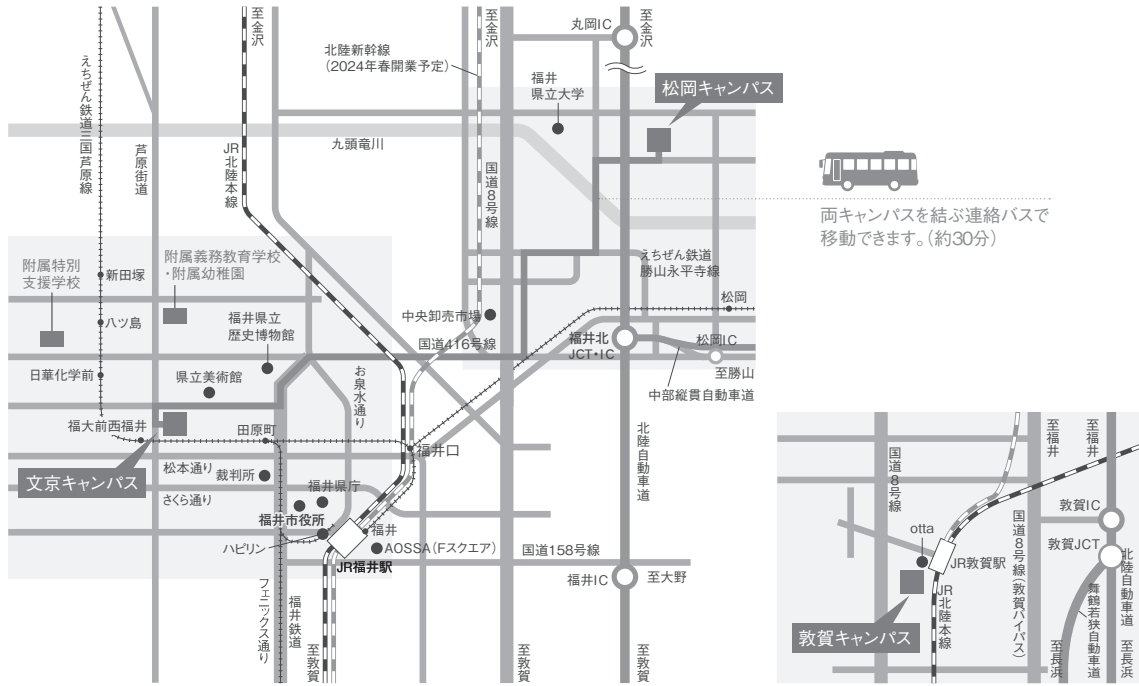 至金沢
至金沢
丸岡IC
至金沢
北陸新幹線
（2024年春開業予定）
えちぜん鉄道三国芦原線
福井
県立大学
松岡キャンパス
九頭竜川
芦原街道
JR北陸本線
国道8号線
両キャンパスを結ぶ連絡バスで
移動できます。（約30分）
附属特別
支援学校
新田塚
附属義務教育学校
・附属幼稚園
えちぜん鉄道
勝山永平寺線
松岡
八ツ島
福井県立
歴史博物館
中央卸売市場
国道416号線
福井北
JCT・IC
松岡IC
至勝山
日華化学前
県立美術館
お泉水通り
中部縦貫自動車道
福大前西福井
田原町
福井口
北陸自動車道
文京キャンパス
松本通り
裁判所
さくら通り
福井県庁
福井市役所
ハピリン
福井
AOSSA（Fスクエア）
国道158号線
JR福井駅
福井IC
至大野
フェニックス通り
福井鉄道
至敦賀
至敦賀
至敦賀
国道8号線
至福井
至福井
敦賀IC
otta
JR敦賀駅
敦賀JCT
国道8号線（敦賀バイパス）
JR北陸本線
敦賀キャンパス
舞鶴若狭自動車道
北陸自動車道
至長浜
至長浜